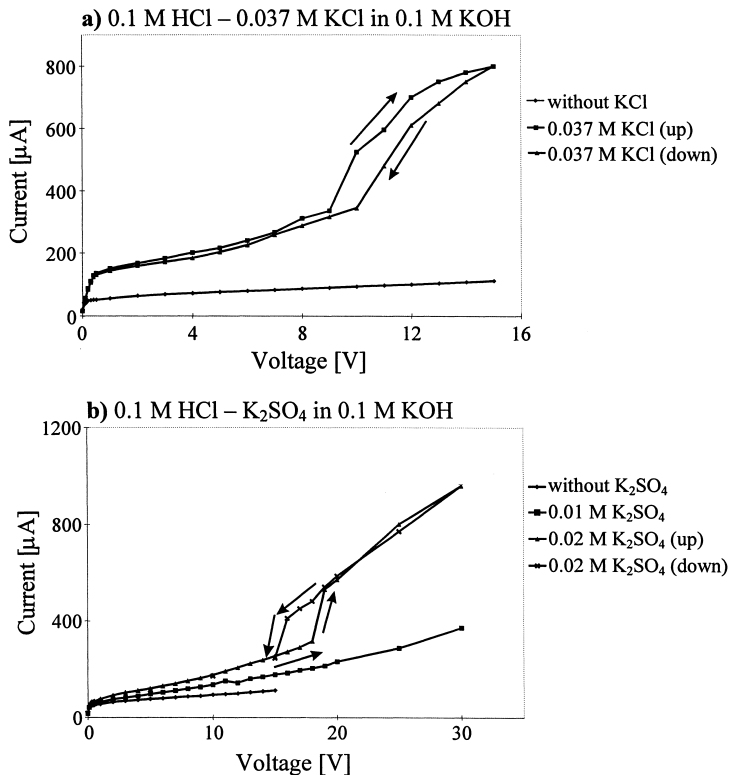 a) 0.1 M HCl – 0.037 M KCl in 0.1 M KOH
800
600
400
200
0
Current [µA]
0 4 8 12 16
Voltage [V]
without KCl
0.037 M KCl (up)
0.037 M KCl (down)
b) 0.1 M HCl – K₂SO₄ in 0.1 M KOH
1200
800
400
0
Current [µA]
0 10 20 30
Voltage [V]
without K₂SO₄
0.01 M K₂SO₄
0.02 M K₂SO₄ (up)
0.02 M K₂SO₄ (down)